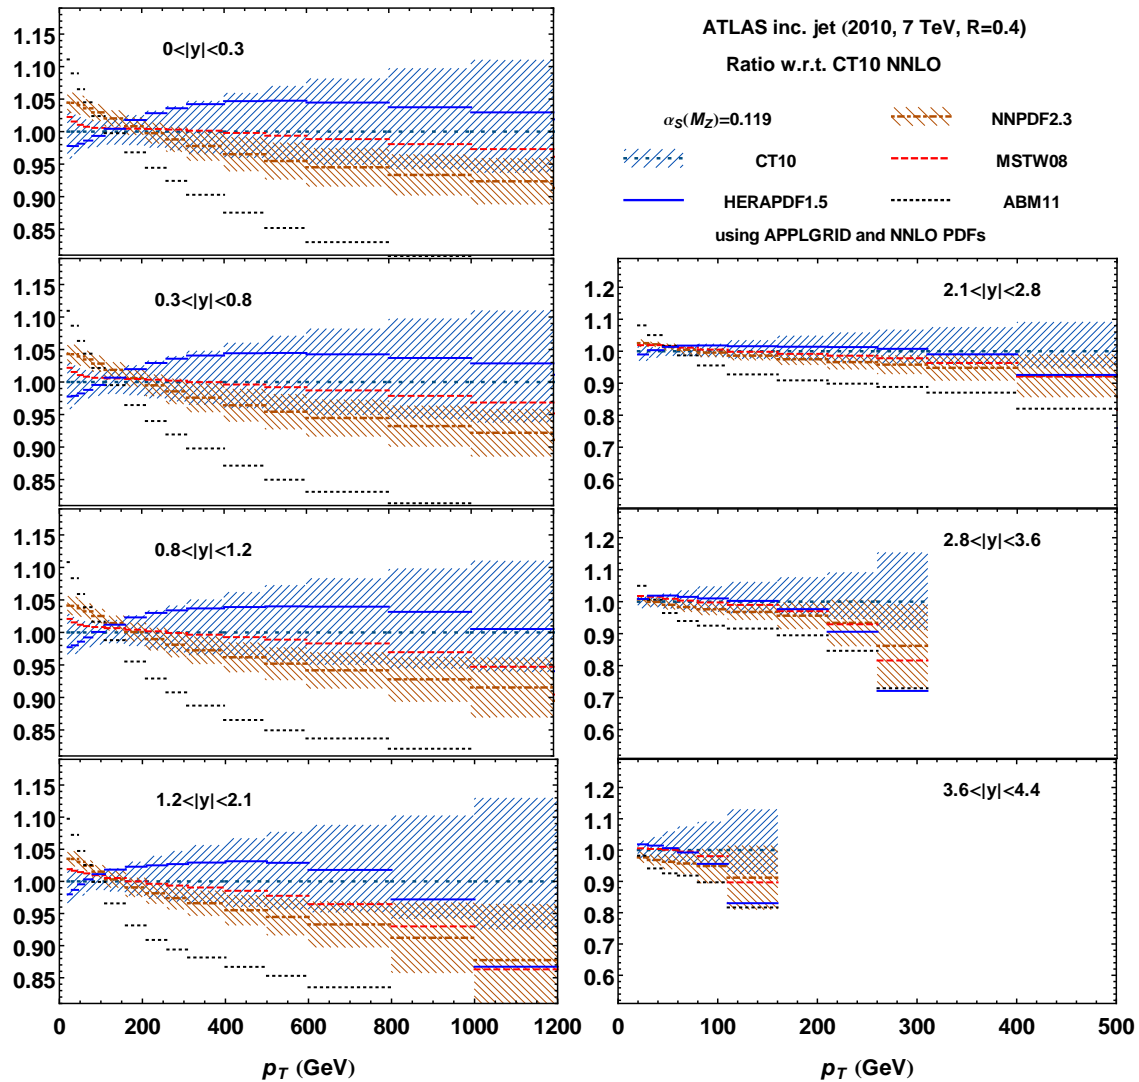 ATLAS inc. jet (2010, 7 TeV, R=0.4)
Ratio w.r.t. CT10 NNLO
α_S(M_Z)=0.119
NNPDF2.3
CT10
MSTW08
HERAPDF1.5
ABM11
using APPLGRID and NNLO PDFs
0<|y|<0.3
1.15
1.10
1.05
1.00
0.95
0.90
0.85
0.3<|y|<0.8
1.15
1.10
1.05
1.00
0.95
0.90
0.85
0.8<|y|<1.2
1.15
1.10
1.05
1.00
0.95
0.90
0.85
1.2<|y|<2.1
1.15
1.10
1.05
1.00
0.95
0.90
0.85
0 200 400 600 800 1000 1200
p_T (GeV)
2.1<|y|<2.8
1.2
1.1
1.0
0.9
0.8
0.7
0.6
2.8<|y|<3.6
1.2
1.1
1.0
0.9
0.8
0.7
0.6
3.6<|y|<4.4
1.2
1.1
1.0
0.9
0.8
0.7
0.6
0 100 200 300 400 500
p_T (GeV)